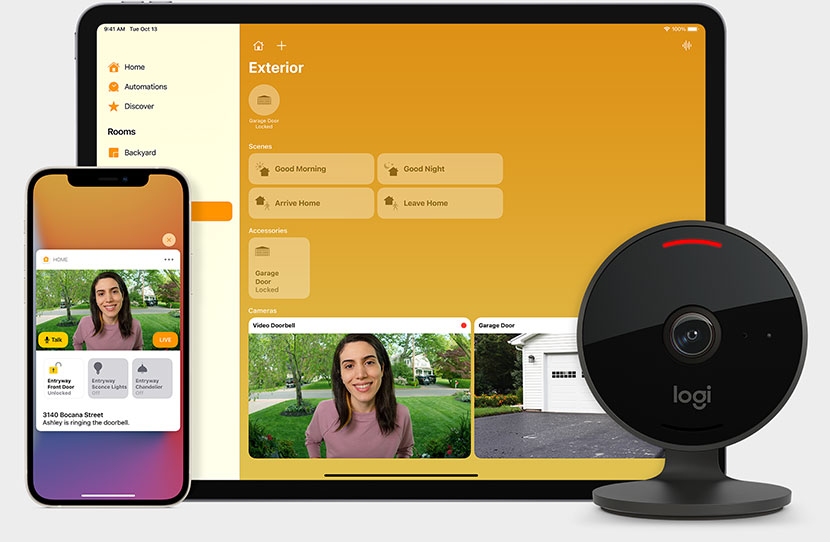 9:41 AM Tue Oct 13
100%
Home
Automations
Discover
Rooms
Backyard
Exterior
Garage Door
Locked
Scenes
Good Morning
Good Night
Arrive Home
Leave Home
Accessories
Garage
Door
Locked
Cameras
Video Doorbell
Garage Door
HOME
Talk
LIVE
Entryway
Front Door
Unlocked
Entryway
Sconce Lights
Off
Entryway
Chandelier
Off
3140 Bocana Street
Ashley is ringing the doorbell.
logi